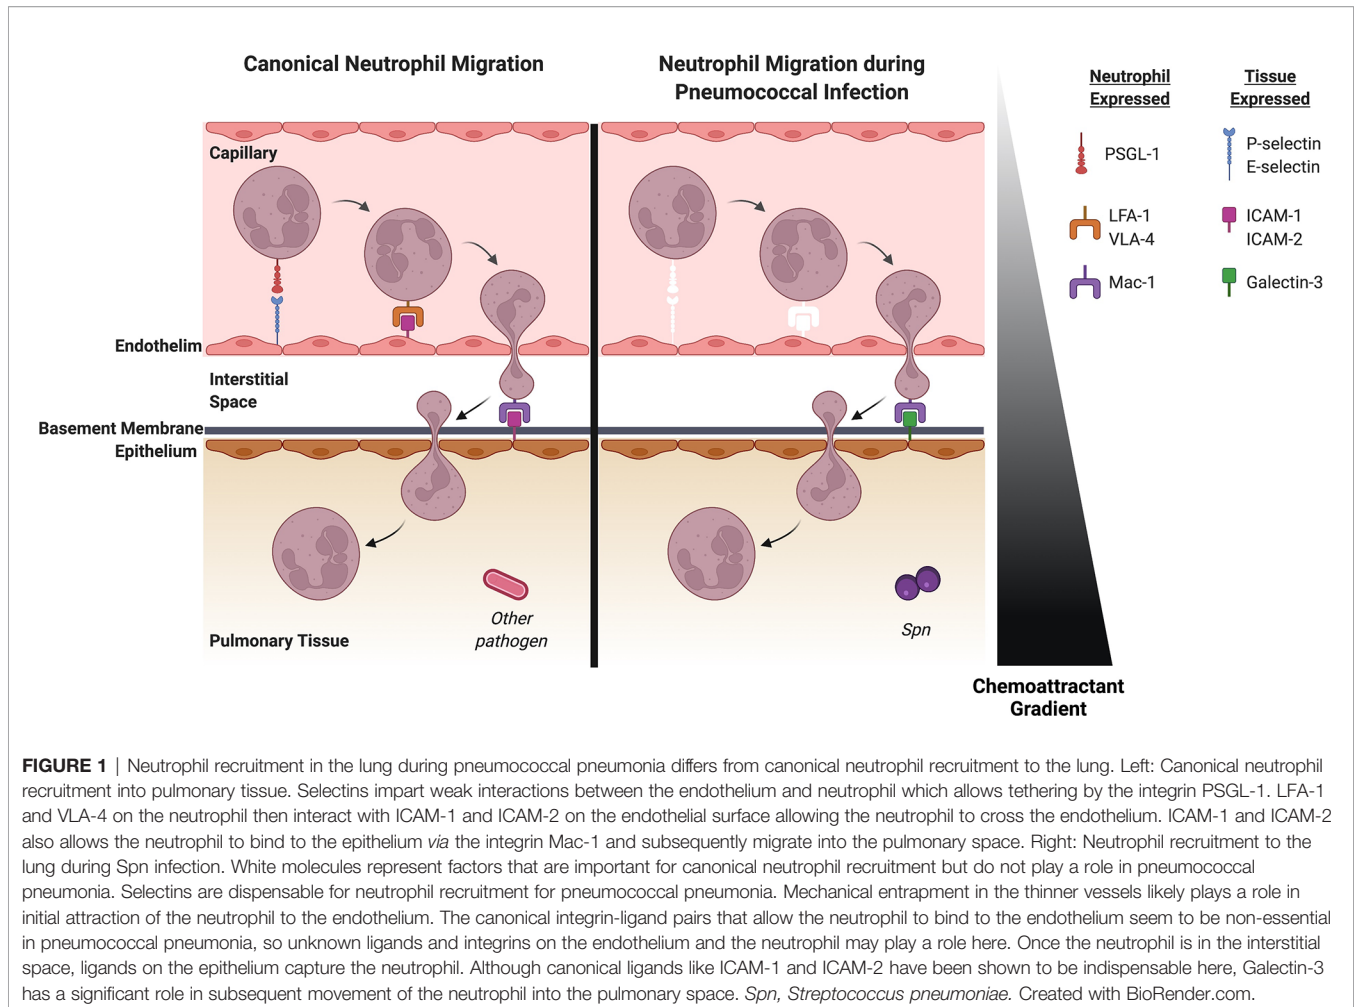 Canonical Neutrophil Migration
Neutrophil Migration during
Pneumococcal Infection
Neutrophil
Expressed
Tissue
Expressed
PSGL-1
P-selectin
E-selectin
LFA-1
VLA-4
ICAM-1
ICAM-2
Mac-1
Galectin-3
Capillary
Endothelim
Interstitial
Space
Basement Membrane
Epithelium
Other
pathogen
Spn
Pulmonary Tissue
Chemoattractant
Gradient
FIGURE 1 | Neutrophil recruitment in the lung during pneumococcal pneumonia differs from canonical neutrophil recruitment to the lung. Left: Canonical neutrophil
recruitment into pulmonary tissue. Selectins impart weak interactions between the endothelium and neutrophil which allows tethering by the integrin PSGL-1. LFA-1
and VLA-4 on the neutrophil then interact with ICAM-1 and ICAM-2 on the endothelial surface allowing the neutrophil to cross the endothelium. ICAM-1 and ICAM-2
also allows the neutrophil to bind to the epithelium via the integrin Mac-1 and subsequently migrate into the pulmonary space. Right: Neutrophil recruitment to the
lung during Spn infection. White molecules represent factors that are important for canonical neutrophil recruitment but do not play a role in pneumococcal
pneumonia. Selectins are dispensable for neutrophil recruitment for pneumococcal pneumonia. Mechanical entrapment in the thinner vessels likely plays a role in
initial attraction of the neutrophil to the endothelium. The canonical integrin-ligand pairs that allow the neutrophil to bind to the endothelium seem to be non-essential
in pneumococcal pneumonia, so unknown ligands and integrins on the endothelium and the neutrophil may play a role here. Once the neutrophil is in the interstitial
space, ligands on the epithelium capture the neutrophil. Although canonical ligands like ICAM-1 and ICAM-2 have been shown to be indispensable here, Galectin-3
has a significant role in subsequent movement of the neutrophil into the pulmonary space. Spn, Streptococcus pneumoniae. Created with BioRender.com.